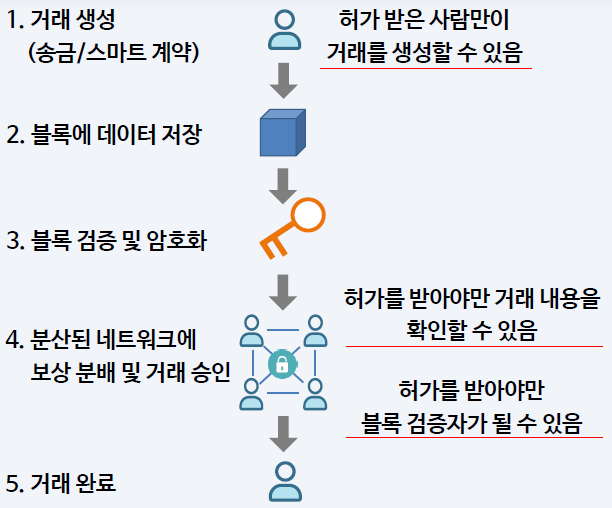 1. 거래 생성
(송금/스마트 계약)
허가 받은 사람만이
거래를 생성할 수 있음
2. 블록에 데이터 저장
3. 블록 검증 및 암호화
허가를 받아야만 거래 내용을
확인할 수 있음
4. 분산된 네트워크에
보상 분배 및 거래 승인
허가를 받아야만
블록 검증자가 될 수 있음
5. 거래 완료